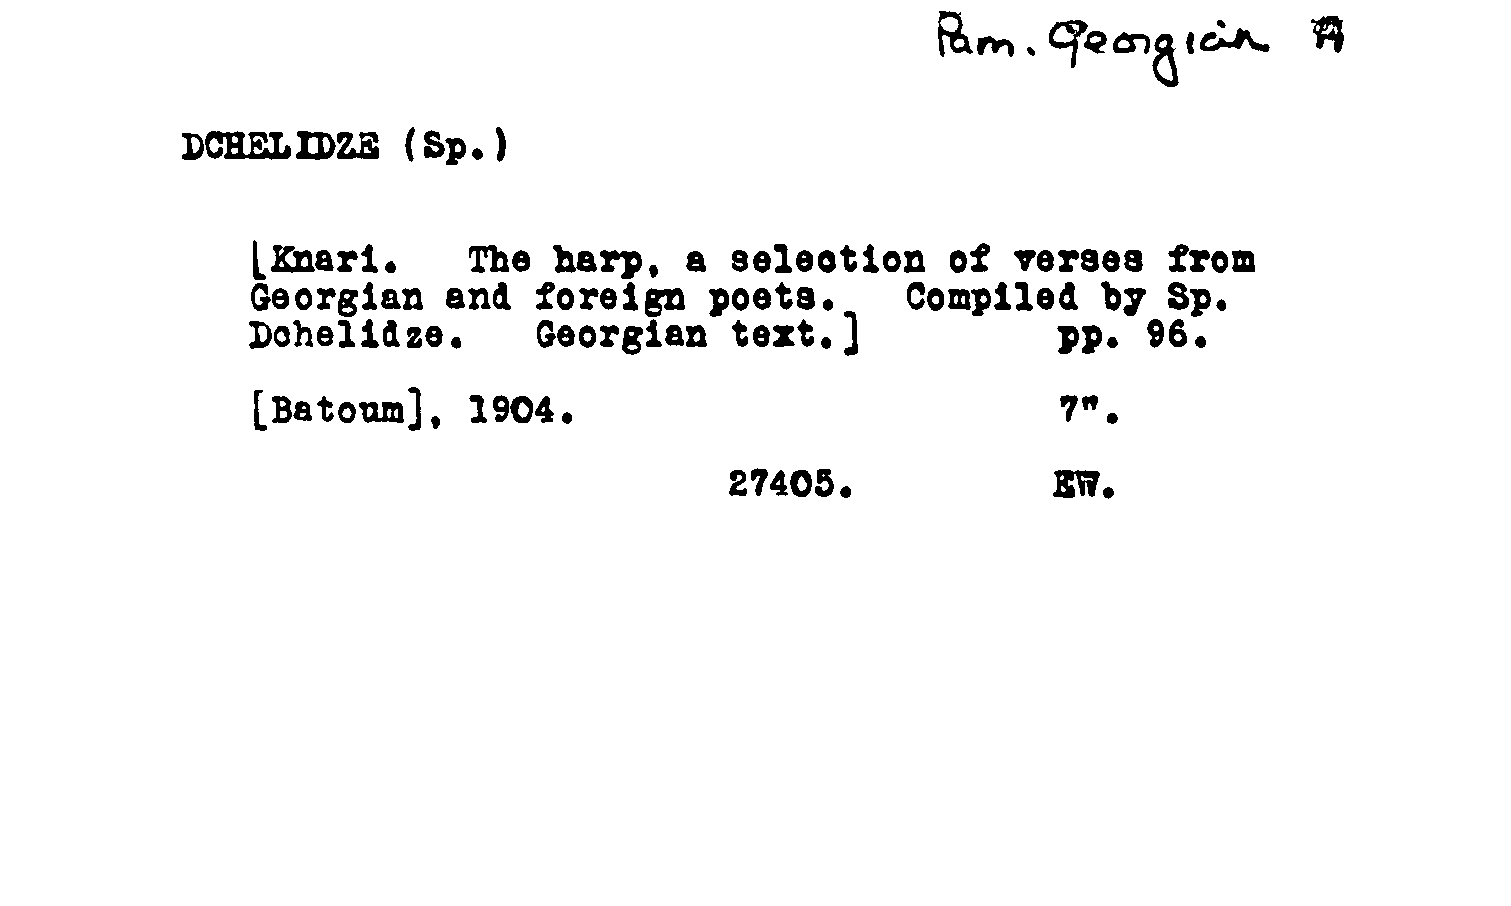 Pam. Georgian
DCHELIDZE (Sp.)
[Knari. The harp, a selection of verses from
Georgian and foreign poets. Compiled by Sp.
Dchelidze. Georgian text.] pp. 96.
[Batoum], 1904. 7".
27405. EW.